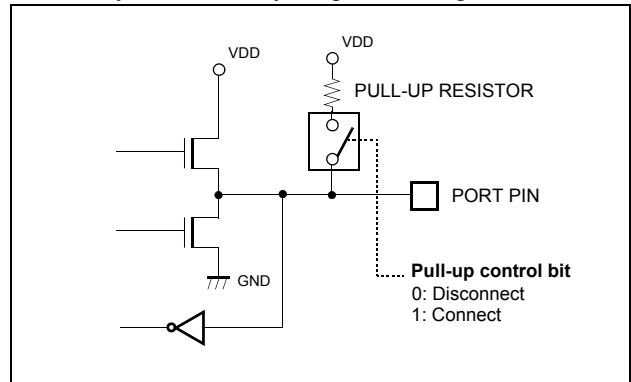 VDD
VDD
PULL-UP RESISTOR
PORT PIN
GND
Pull-up control bit
0: Disconnect
1: Connect